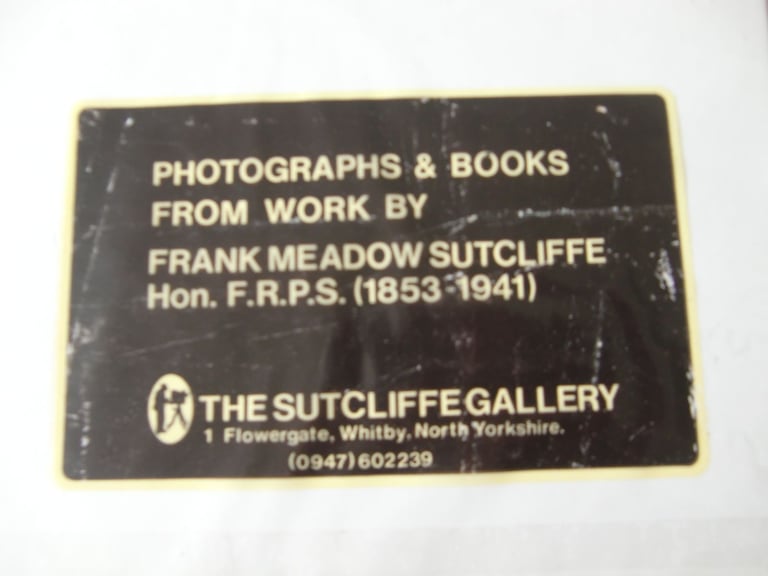 PHOTOGRAPHS & BOOKS
FROM WORK BY
FRANK MEADOW SUTCLIFFE
Hon. F.R.P.S. (1853-1941)
THE SUTCLIFFE GALLERY
1 Flowergate, Whitby, North Yorkshire.
(0947) 602239